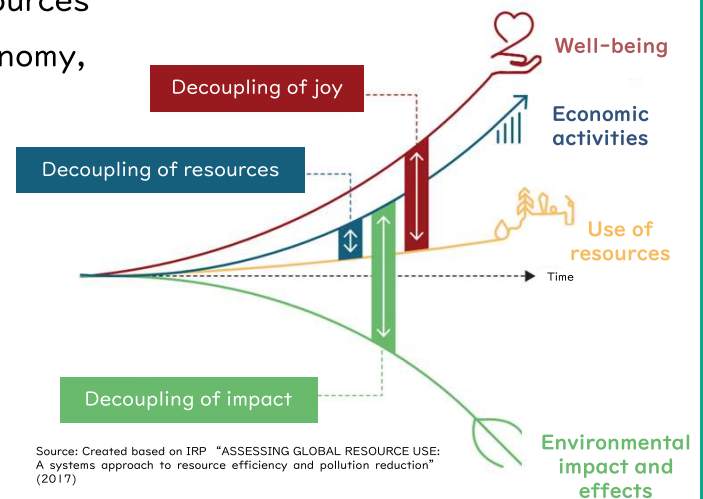 nomy,
Well-being
Decoupling of joy
Economic
activities
Decoupling of resources
Use of
resources
Time
Decoupling of impact
Environmental
impact and
effects
Source: Created based on IRP “ASSESSING GLOBAL RESOURCE USE:
A systems approach to resource efficiency and pollution reduction”
(2017)